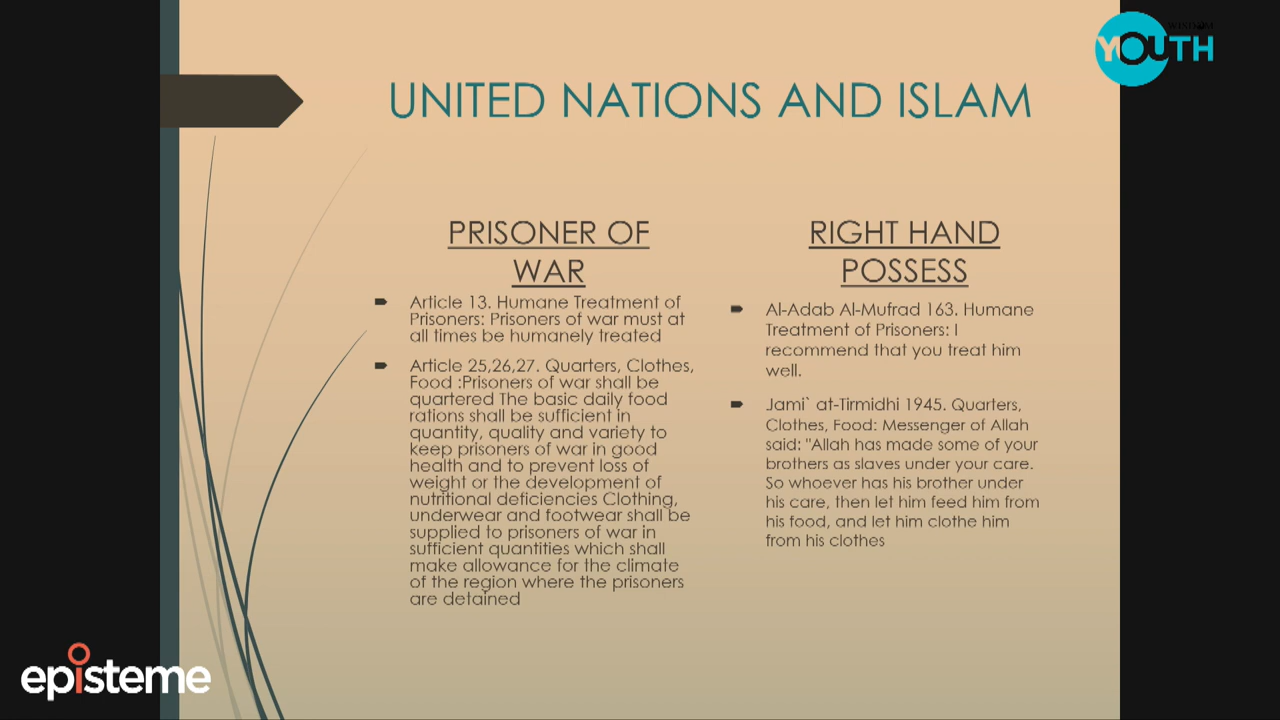 WISDOM
YOUTH
UNITED NATIONS AND ISLAM
PRISONER OF
WAR
Article 13. Humane Treatment of
Prisoners: Prisoners of war must at
all times be humanely treated
Article 25,26,27. Quarters, Clothes,
Food :Prisoners of war shall be
quartered The basic daily food
rations shall be sufficient in
quantity, quality and variety to
keep prisoners of war in good
health and to prevent loss of
weight or the development of
nutritional deficiencies Clothing,
underwear and footwear shall be
supplied to prisoners of war in
sufficient quantities which shall
make allowance for the climate
of the region where the prisoners
are detained
RIGHT HAND
POSSESS
Al-Adab Al-Mufrad 163. Humane
Treatment of Prisoners: I
recommend that you treat him
well.
Jami` at-Tirmidhi 1945. Quarters,
Clothes, Food: Messenger of Allah
said: "Allah has made some of your
brothers as slaves under your care.
So whoever has his brother under
his care, then let him feed him from
his food, and let him clothe him
from his clothes
episteme